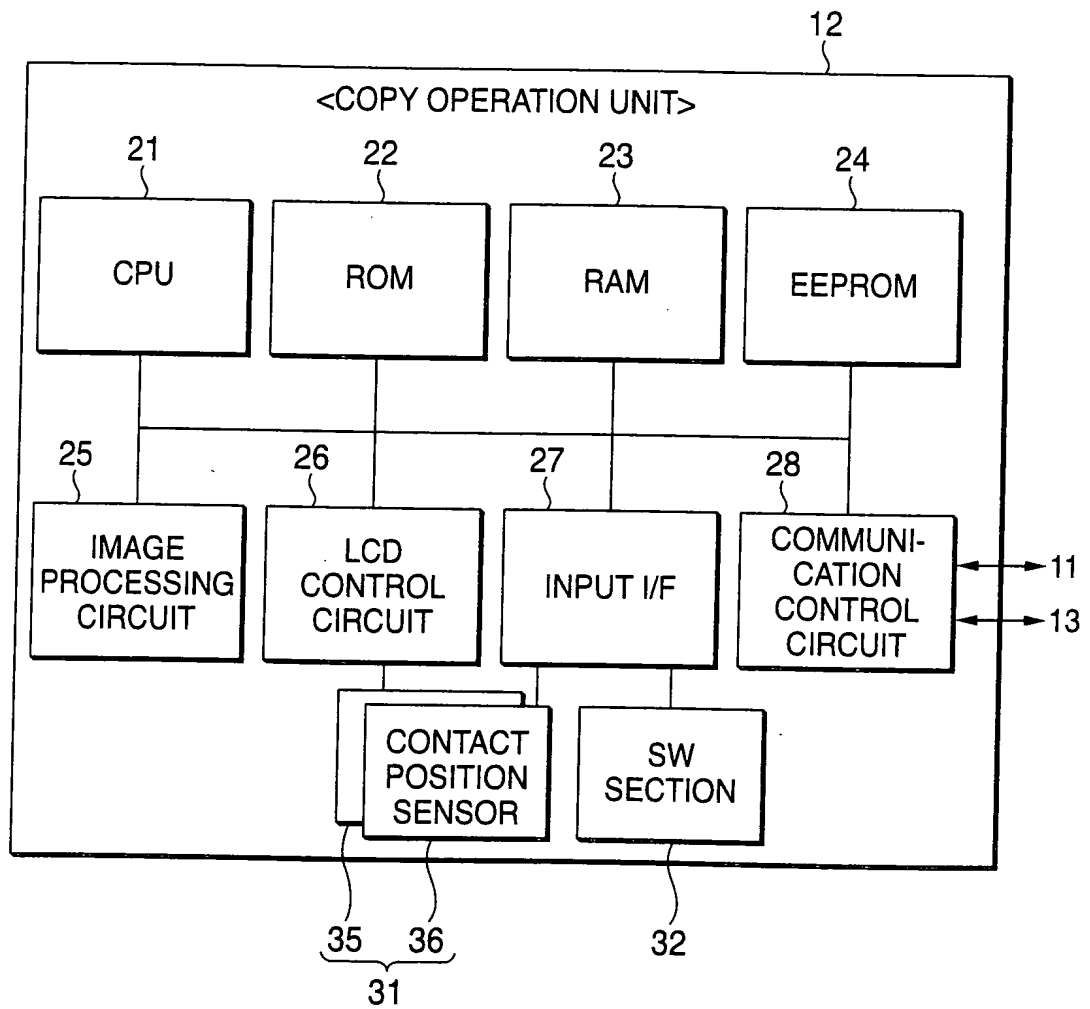 12
<COPY OPERATION UNIT>
21
22
23
24
CPU
ROM
RAM
EEPROM
25
26
27
28
IMAGE
PROCESSING
CIRCUIT
LCD
CONTROL
CIRCUIT
INPUT I/F
COMMUNI-
CATION
CONTROL
CIRCUIT
11
13
CONTACT
POSITION
SENSOR
SW
SECTION
35
36
32
31